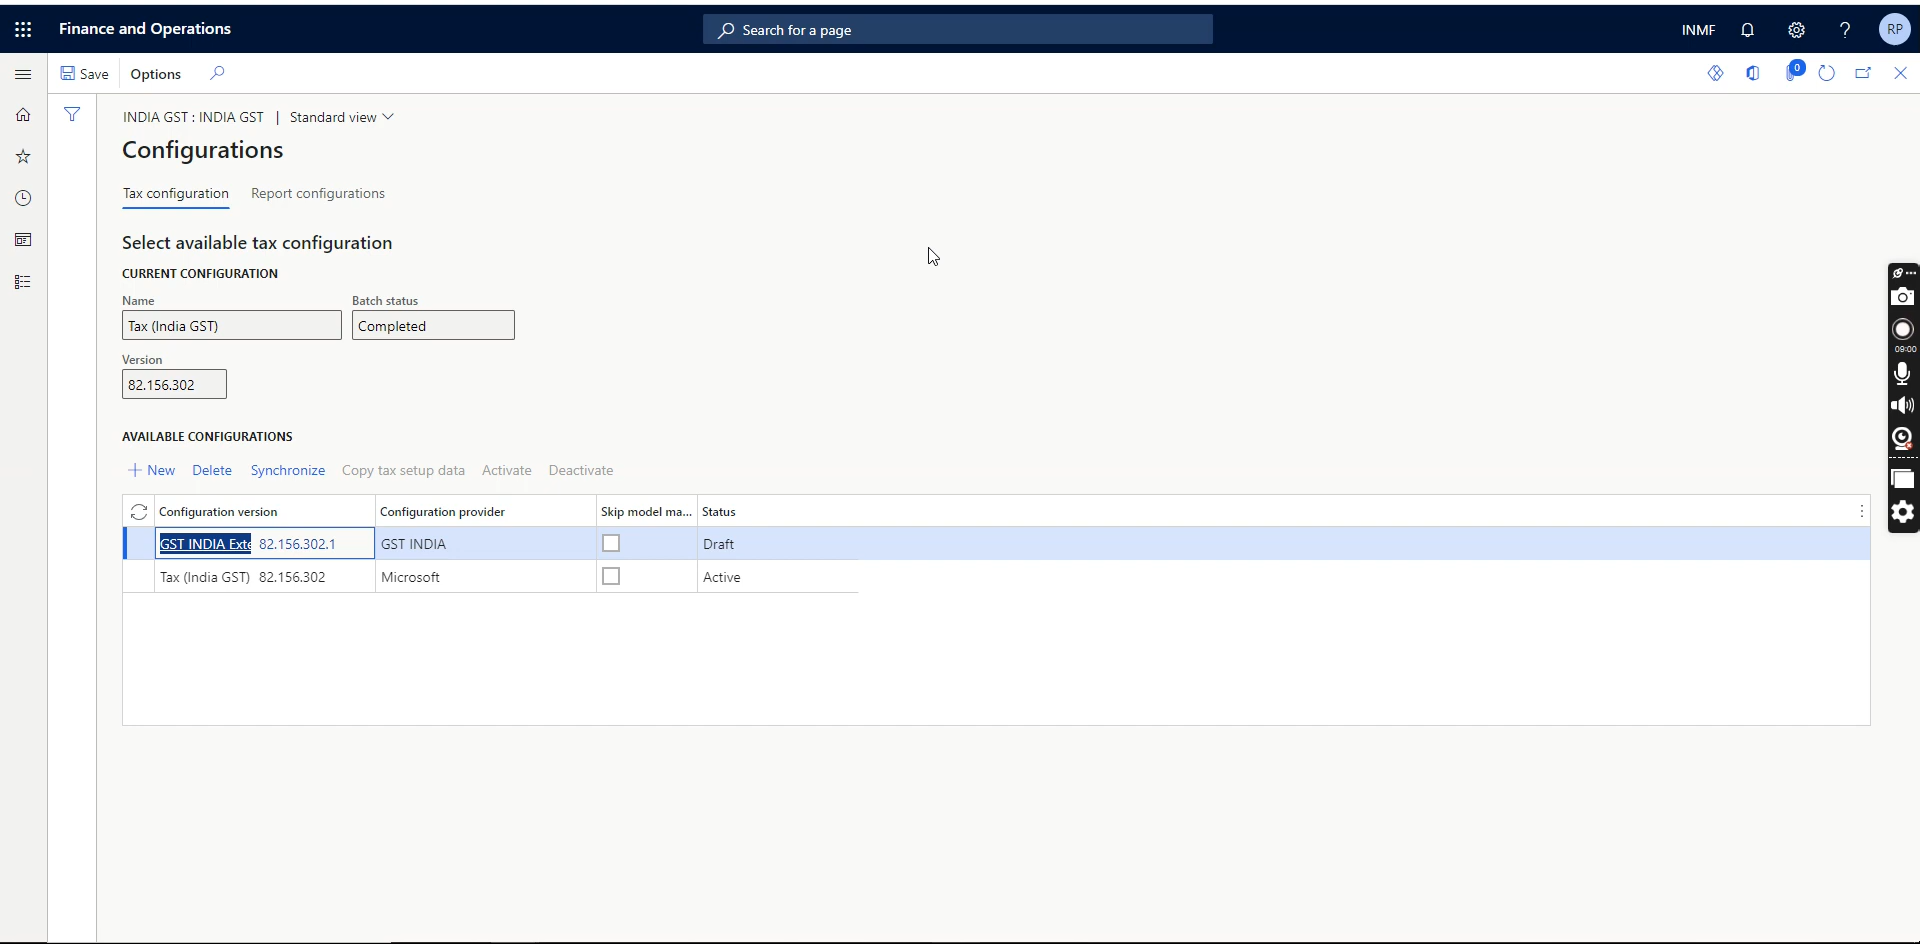 Finance and Operations
Search for a page
INMF
RP
Save
Options
0
INDIA GST : INDIA GST | Standard view
Configurations
Tax configuration
Report configurations
Select available tax configuration
CURRENT CONFIGURATION
Name
Batch status
Tax (India GST)
Completed
Version
82.156.302
09:00
AVAILABLE CONFIGURATIONS
New
Delete
Synchronize
Copy tax setup data
Activate
Deactivate
Configuration version
Configuration provider
Skip model ma...
Status
GST INDIA Exte 82.156.302.1
GST INDIA
Draft
Tax (India GST) 82.156.302
Microsoft
Active